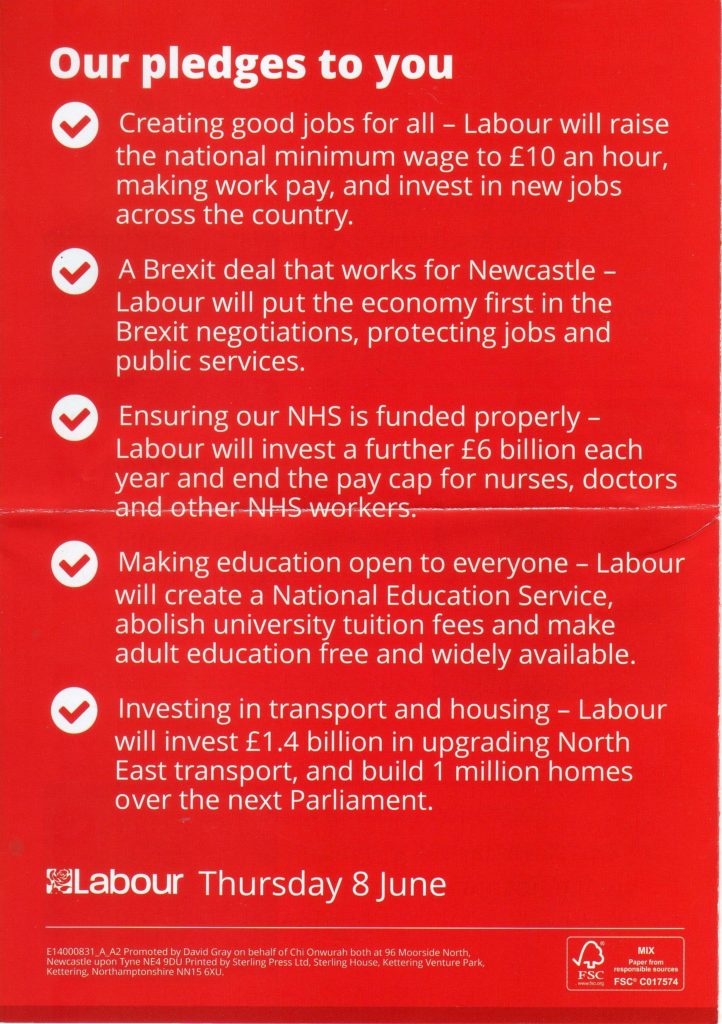 Our pledges to you
Creating good jobs for all – Labour will raise
the national minimum wage to £10 an hour,
making work pay, and invest in new jobs
across the country.
A Brexit deal that works for Newcastle –
Labour will put the economy first in the
Brexit negotiations, protecting jobs and
public services.
Ensuring our NHS is funded properly –
Labour will invest a further £6 billion each
year and end the pay cap for nurses, doctors
and other NHS workers.
Making education open to everyone – Labour
will create a National Education Service,
abolish university tuition fees and make
adult education free and widely available.
Investing in transport and housing – Labour
will invest £1.4 billion in upgrading North
East transport, and build 1 million homes
over the next Parliament.
Labour Thursday 8 June
E14000831_A_A2 Promoted by David Gray on behalf of Chi Onwurah both at 96 Moorside North,
Newcastle upon Tyne NE4 9DU Printed by Sterling Press Ltd, Sterling House, Kettering Venture Park,
Kettering, Northamptonshire NN15 6XU.
FSC
www.fsc.org
MIX
Paper from
responsible sources
FSC® C017574